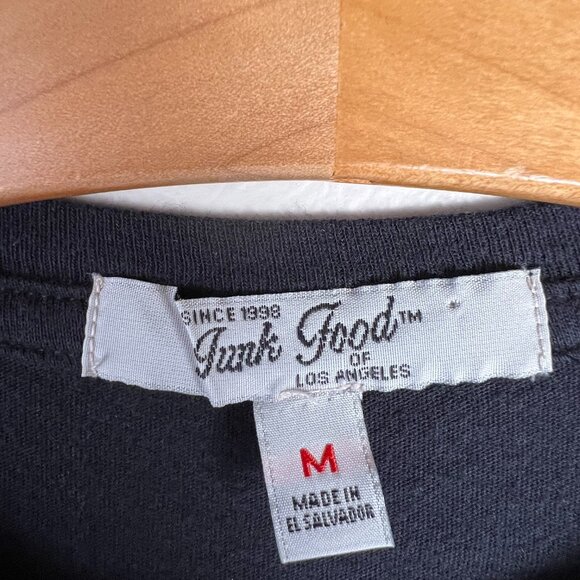 SINCE 1998
Junk Food™
OF
LOS ANGELES
M
MADE IN
EL SALVADOR